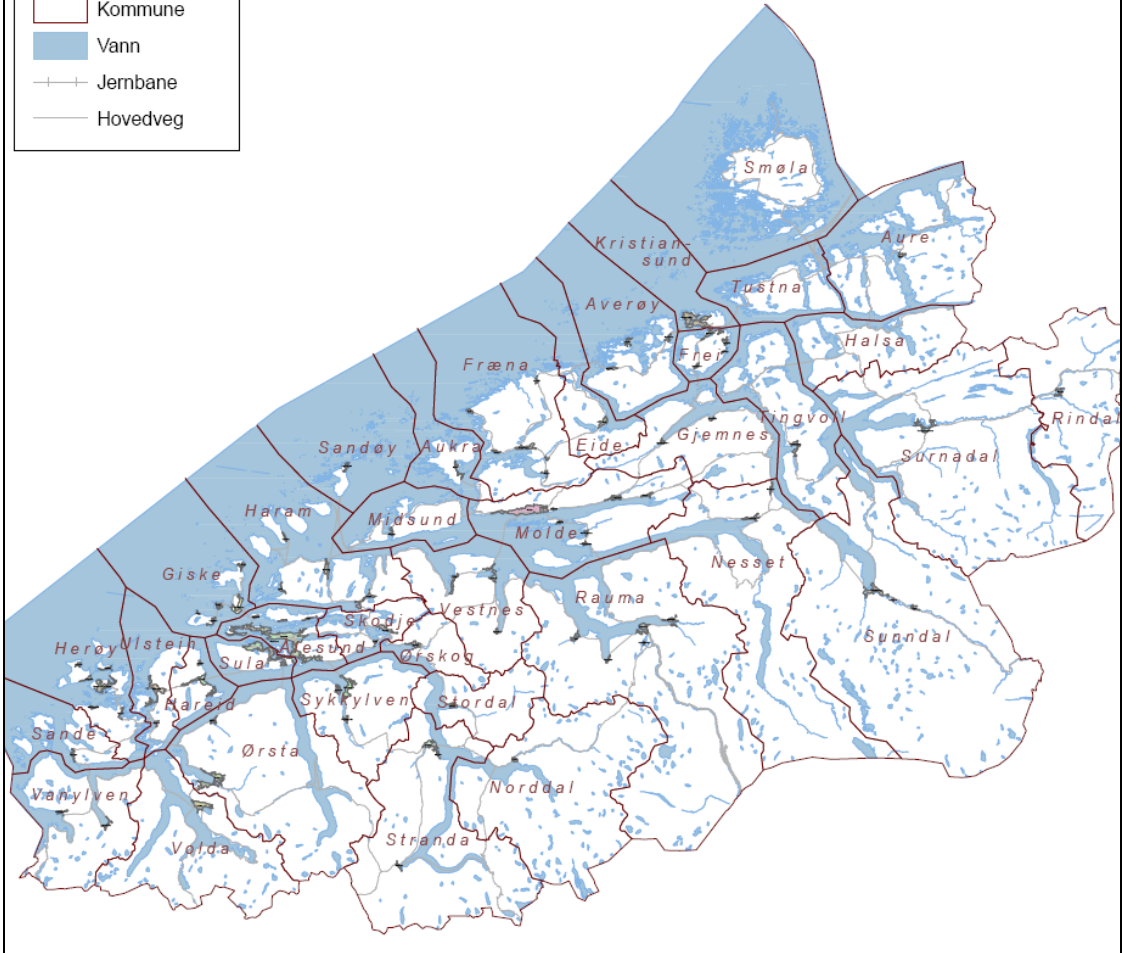 Kommune
Vann
Jernbane
Hovedveg
Smøla
Kristian-
sund
Aure
Tustna
Averøy
Halsa
Frei
Fræna
Rindal
Tingvoll
Gjemnes
Eide
Surnadal
Sandøy
Aukra
Haram
Midsund
Molde
Nesset
Giske
Rauma
Vestnes
Skodje
Sunndal
Herøy
Ulstein
Ålesund
Ørskog
Sula
Hareid
Sykkylven
Stordal
Sande
Ørsta
Norddal
Vanylven
Stranda
Volda